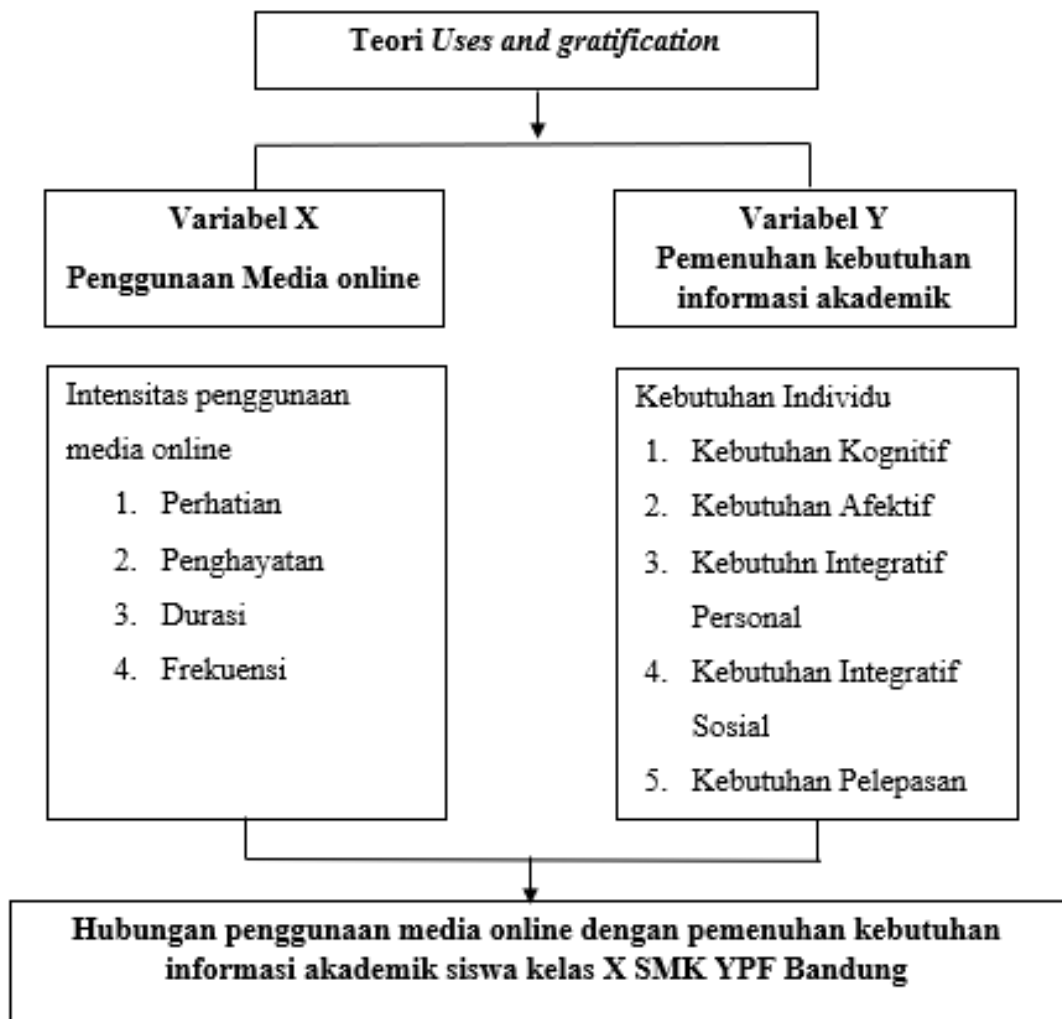 Teori Uses and gratification
Variabel X
Penggunaan Media online
Variabel Y
Pemenuhan kebutuhan
informasi akademik
Intensitas penggunaan
media online
1. Perhatian
2. Penghayatan
3. Durasi
4. Frekuensi
Kebutuhan Individu
1. Kebutuhan Kognitif
2. Kebutuhan Afektif
3. Kebutuhn Integratif
Personal
4. Kebutuhan Integratif
Sosial
5. Kebutuhan Pelepasan
Hubungan penggunaan media online dengan pemenuhan kebutuhan
informasi akademik siswa kelas X SMK YPF Bandung